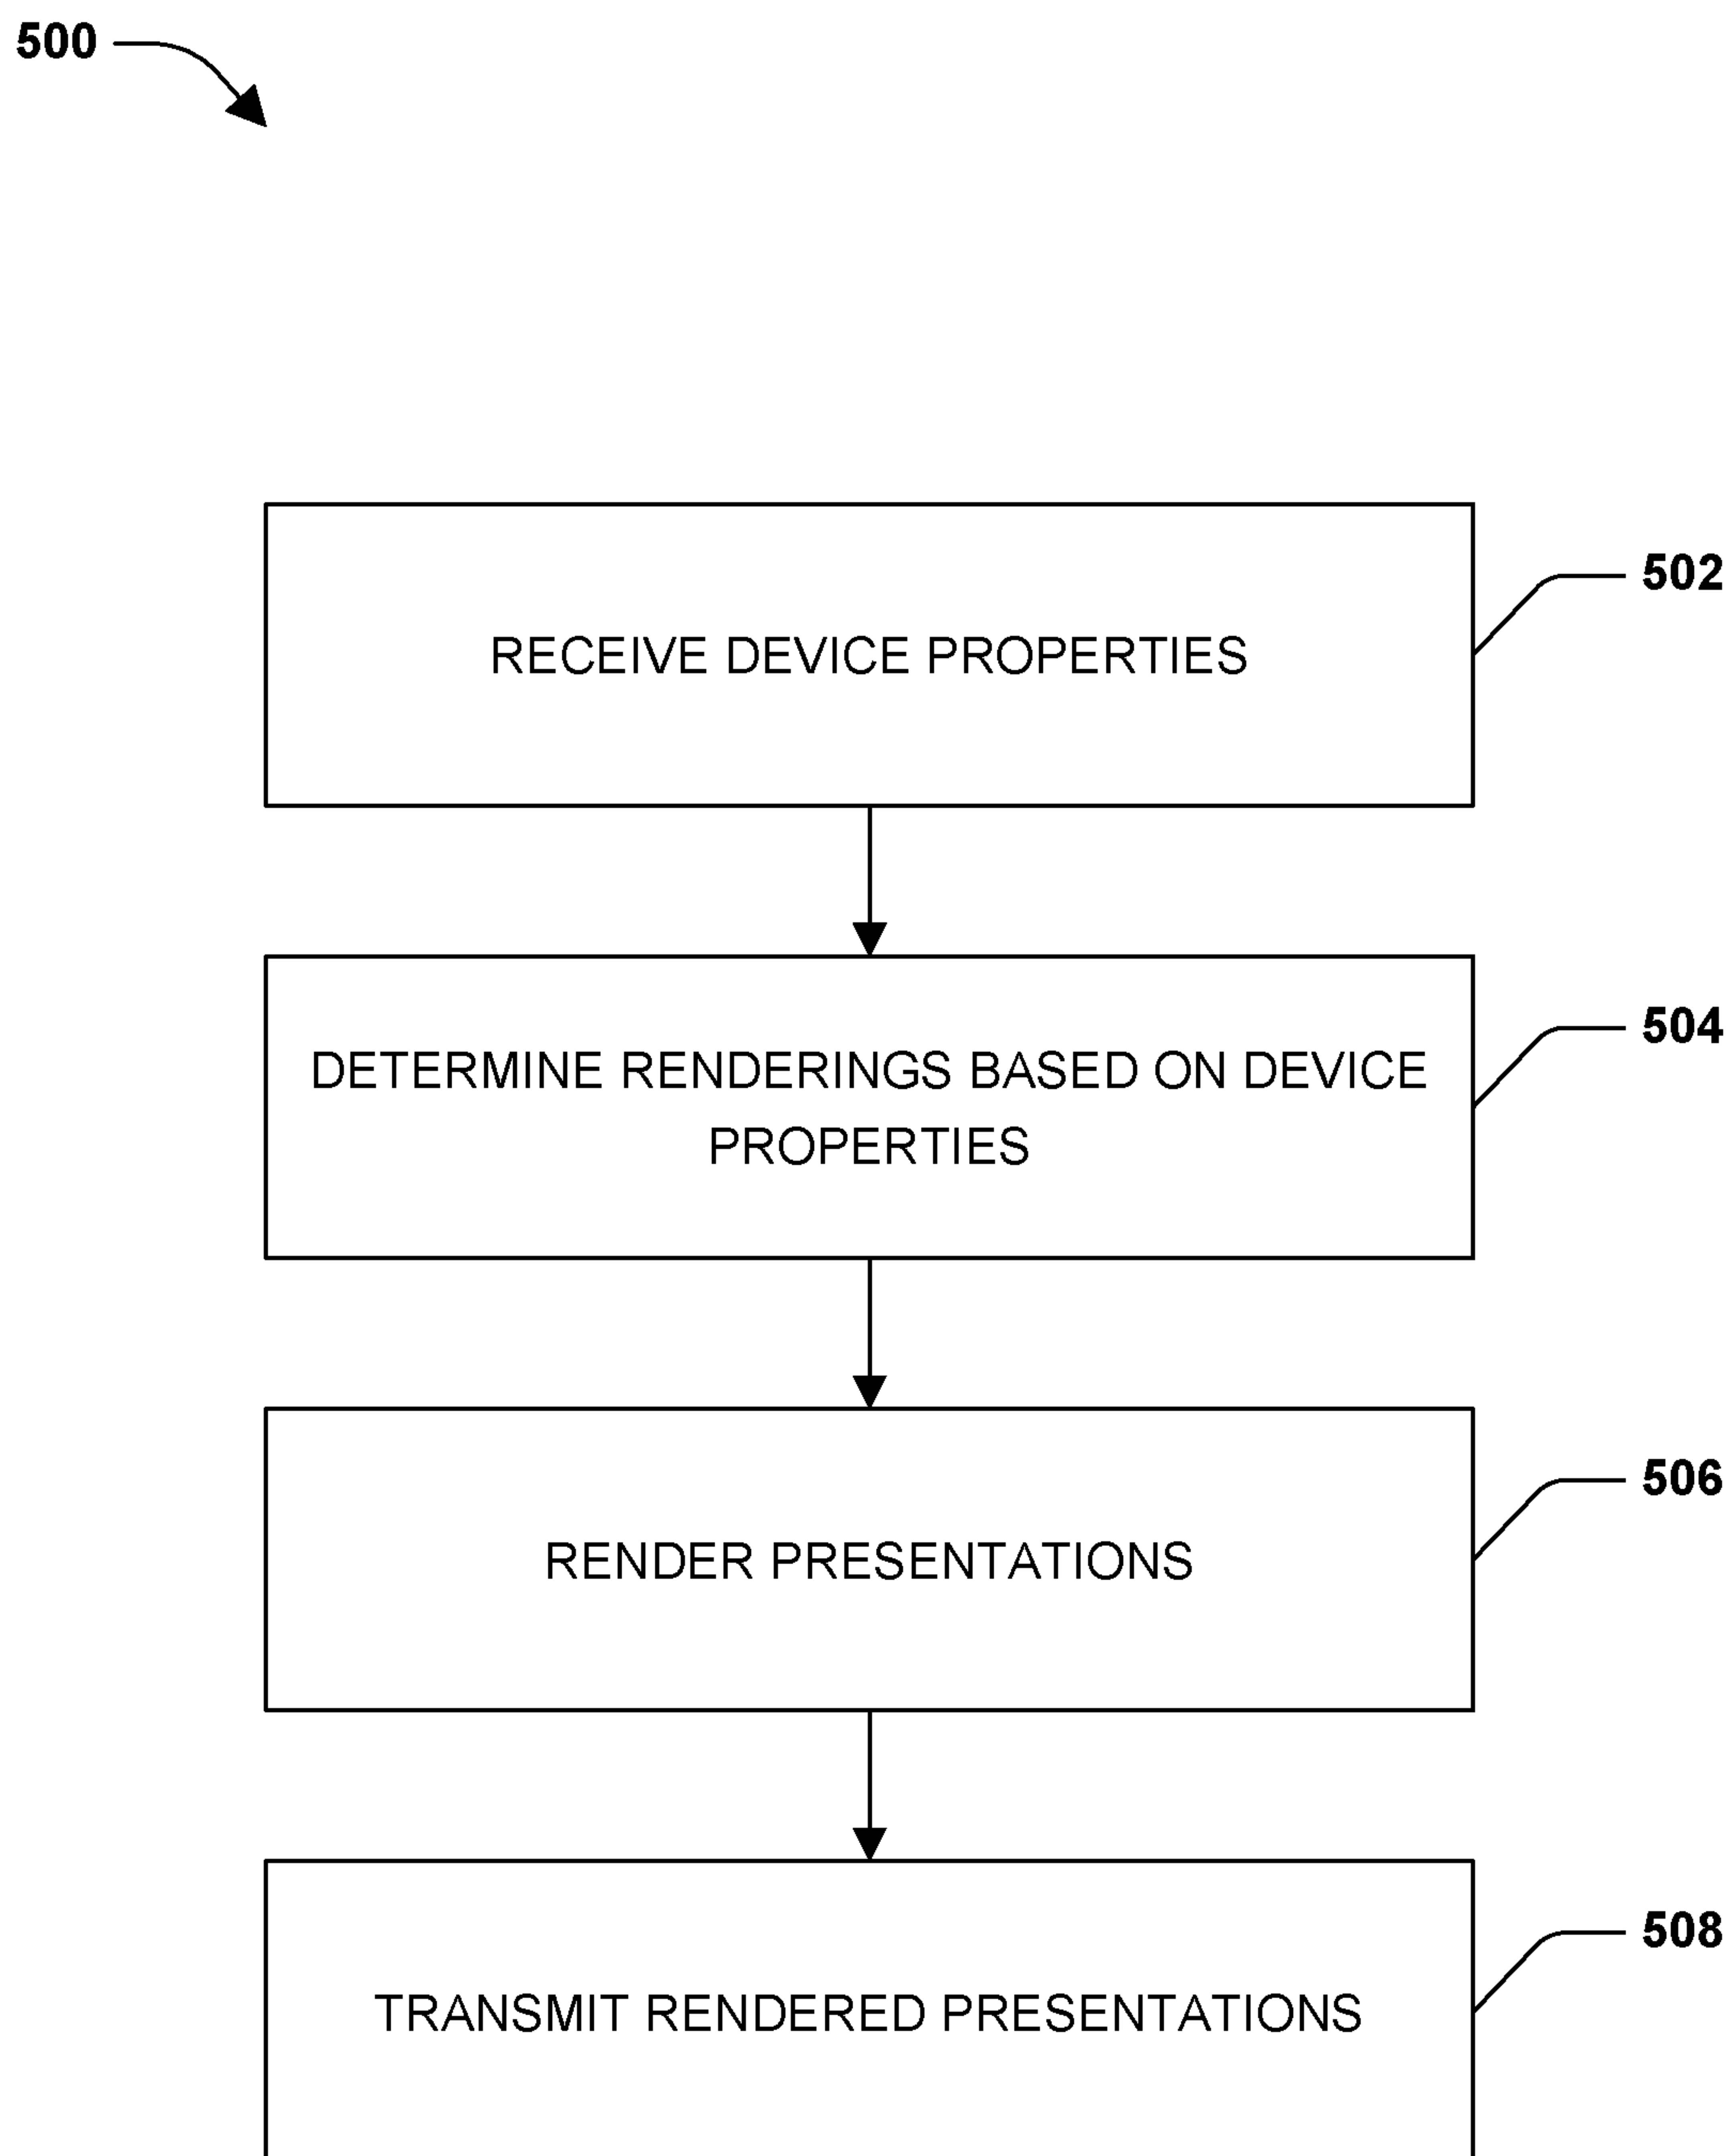 500
RECEIVE DEVICE PROPERTIES
502
DETERMINE RENDERINGS BASED ON DEVICE
PROPERTIES
504
RENDER PRESENTATIONS
506
TRANSMIT RENDERED PRESENTATIONS
508